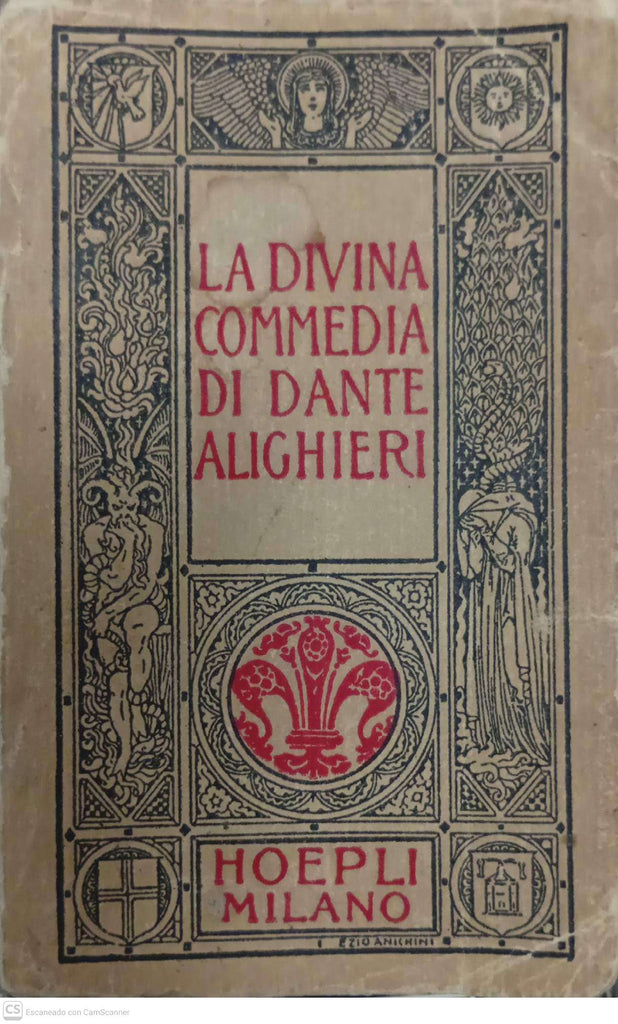 LA DIVINA
COMMEDIA
DI DANTE
ALIGHIERI
HOEPLI
MILANO
EZIO ANICHINI
CS Escaneado con CamScanner